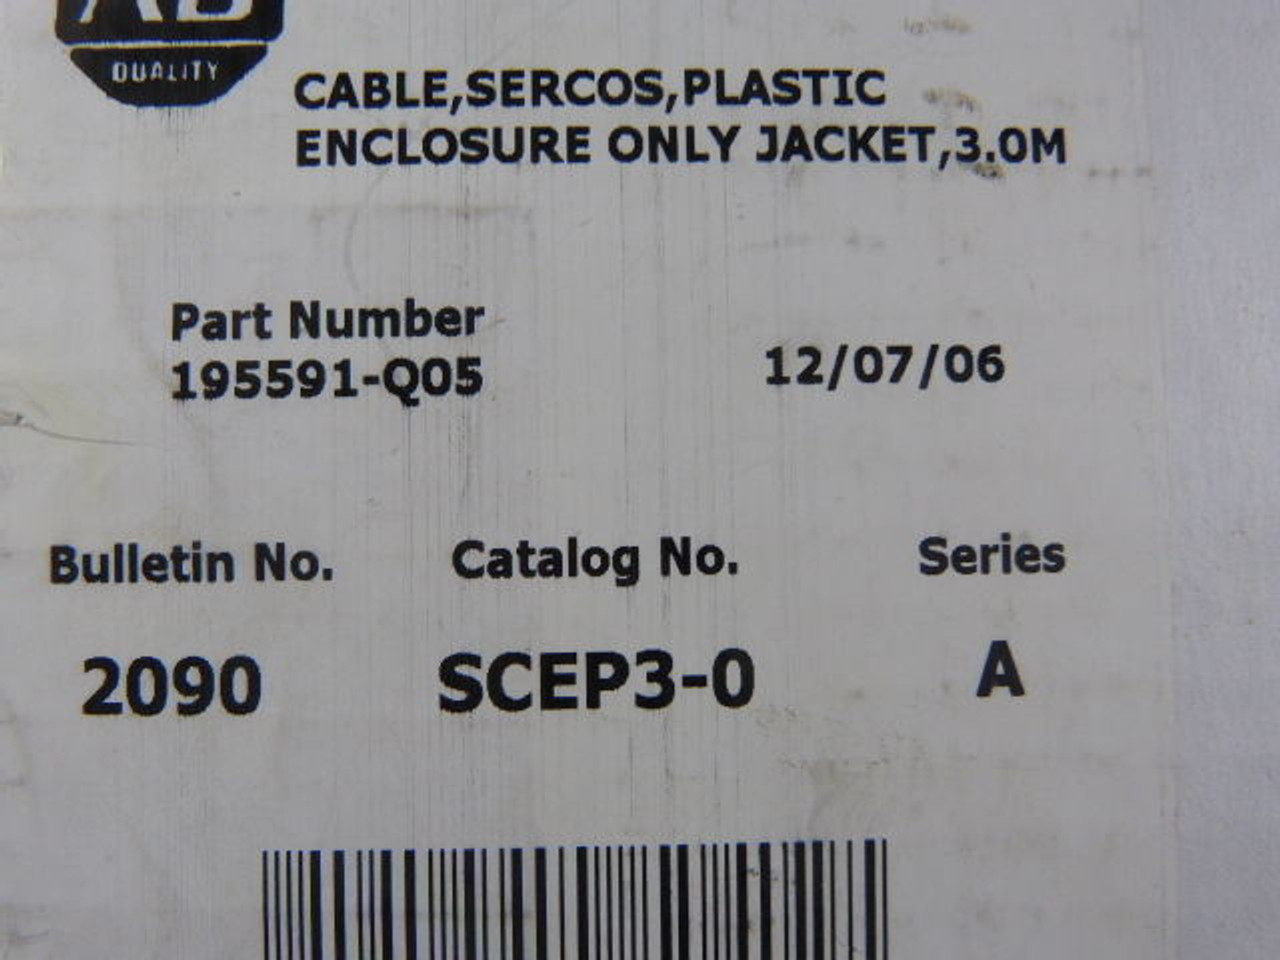 AB
QUALITY
CABLE,SERCOS,PLASTIC
ENCLOSURE ONLY JACKET,3.0M
Part Number
195591-Q05
12/07/06
Bulletin No. Catalog No. Series
2090 SCEP3-0 A